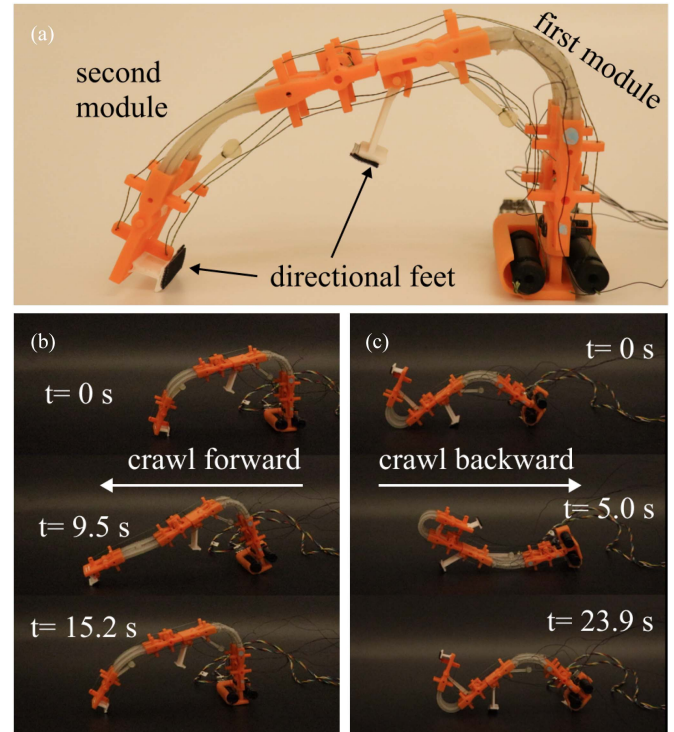 (a)
second
module
first module
directional feet
(b)
t= 0 s
crawl forward
t= 9.5 s
t= 15.2 s
(c)
t= 0 s
crawl backward
t= 5.0 s
t= 23.9 s